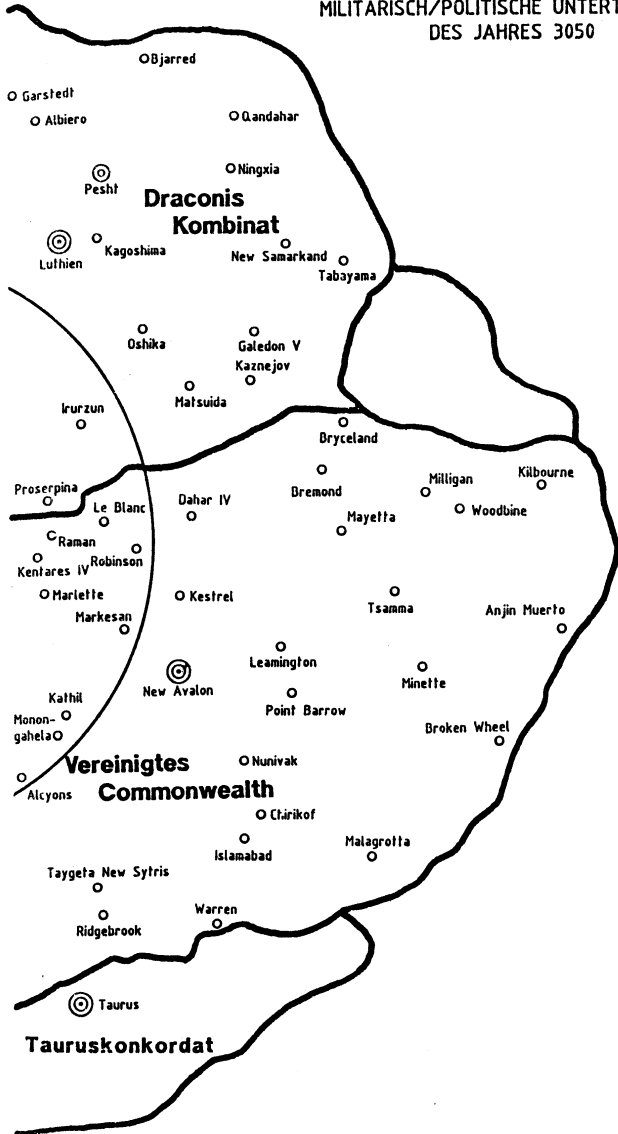 MILITÄRISCH/POLITISCHE UNTERT
DES JAHRES 3050
Bjarred
Garstedt
Albiero
Qandahar
Ningxia
Pesht
Draconis
Kombinat
Kagoshima
New Samarkand
Luthien
Tabayama
Oshika
Galedon V
Kaznejov
Matsuida
Irurzun
Bryceland
Proserpina
Bremond
Milligan
Kilbourne
Le Blanc
Dahar IV
Woodbine
Mayetta
Raman
Robinson
Kentares IV
Marlette
Kestrel
Tsamma
Anjin Muerto
Markesan
Leamington
New Avalon
Minette
Point Barrow
Kathil
Monon-
gahela
Broken Wheel
Vereinigtes
Nunivak
Alcyons
Commonwealth
Chirikof
Islamabad
Malagrotta
Taygeta New Sytris
Warren
Ridgebrook
Taurus
Tauruskonkordat